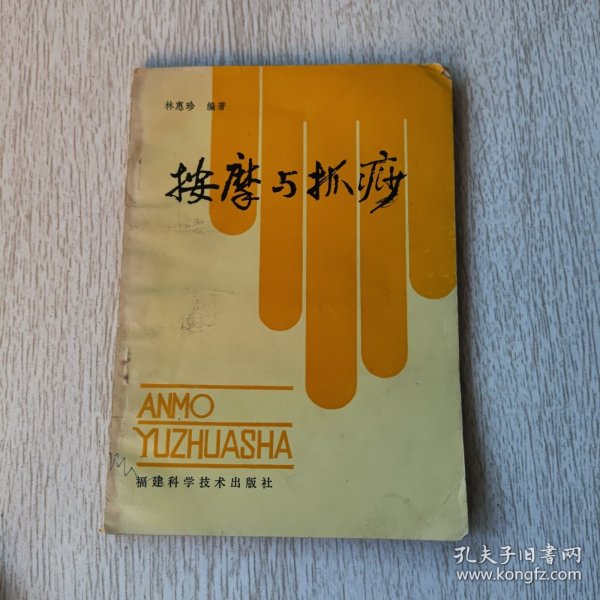 林惠珍 编著
按摩与抓痧
ANMO
YUZHUASHA
福建科学技术出版社
孔夫子旧书网
www.kongfz.com